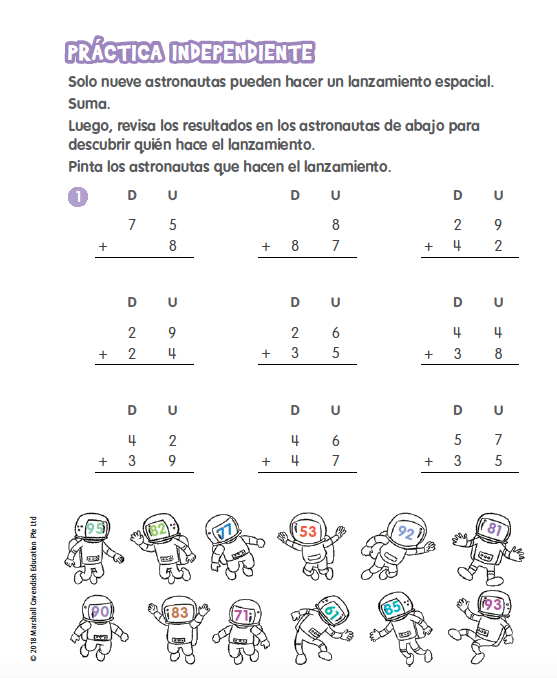 PRÁCTICA INDEPENDIENTE
Solo nueve astronautas pueden hacer un lanzamiento espacial.
Suma.
Luego, revisa los resultados en los astronautas de abajo para
descubrir quién hace el lanzamiento.
Pinta los astronautas que hacen el lanzamiento.
1 D U D U D U
7 5 8 2 9
+ 8 + 8 7 + 4 2
D U D U D U
2 9 2 6 4 4
+ 2 4 + 3 5 + 3 8
D U D U D U
4 2 4 6 5 7
+ 3 9 + 4 7 + 3 5
95 82 77 53 92 81
90 83 71 61 85 93
© 2018 Marshall Cavendish Education Pte Ltd